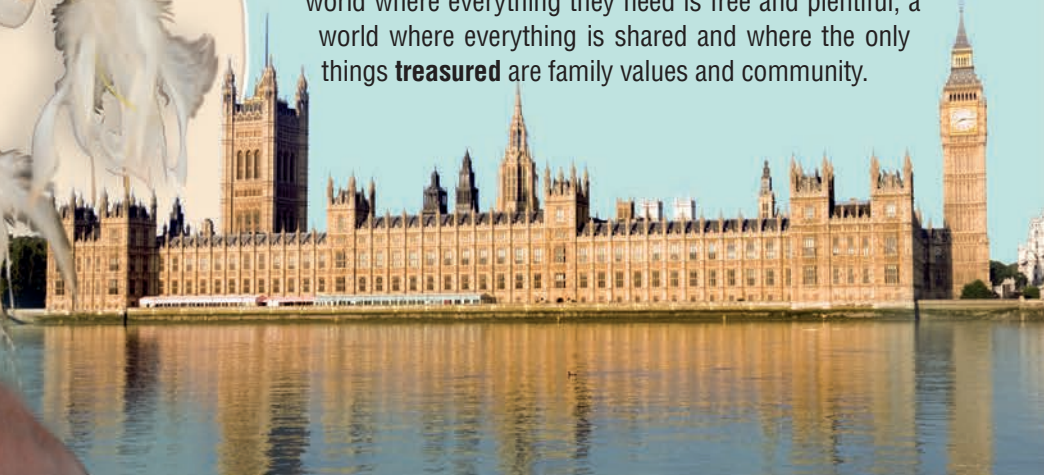 world where everything they need is free and plentiful, a
world where everything is shared and where the only
things treasured are family values and community.